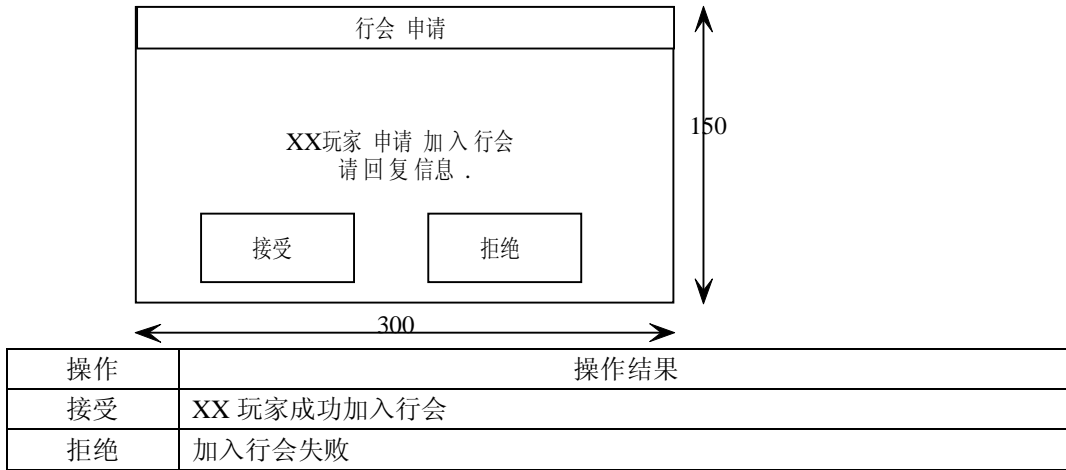 行会 申请
150
XX玩家 申请 加入行会
请回复信息 .
接受 拒绝
300
操作 操作结果
接受 XX 玩家成功加入行会
拒绝 加入行会失败